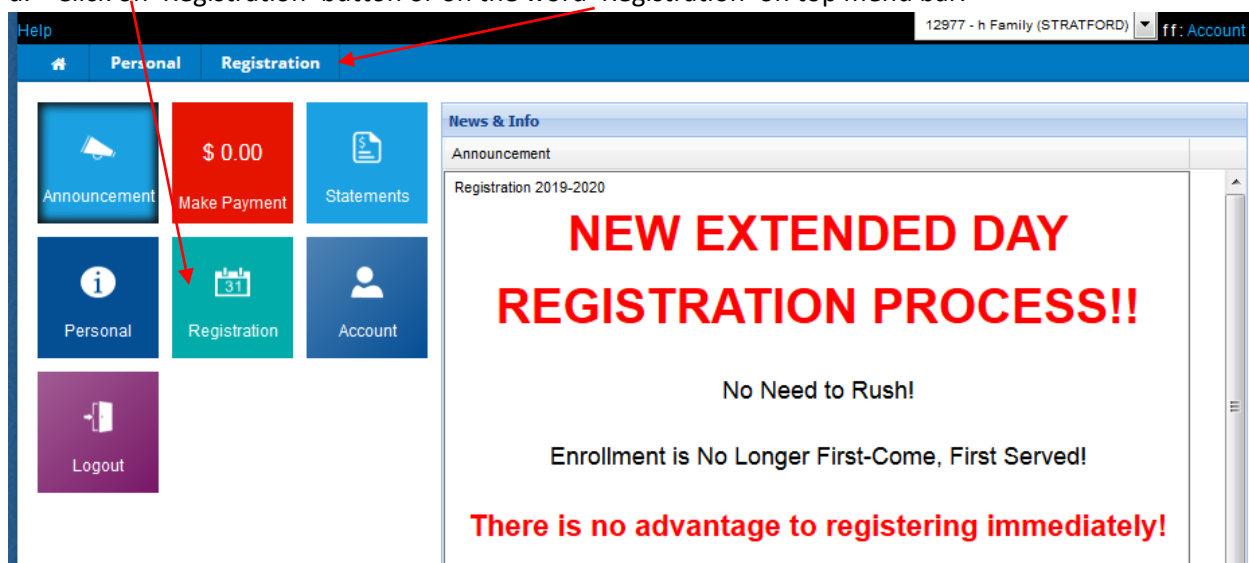 Help 12977 - h Family (STRATFORD) f f : Account
Personal Registration
Announcement
$ 0.00
Make Payment
Statements
Personal
31
Registration
Account
Logout
News & Info
Announcement
Registration 2019-2020
NEW EXTENDED DAY
REGISTRATION PROCESS!!
No Need to Rush!
Enrollment is No Longer First-Come, First Served!
There is no advantage to registering immediately!